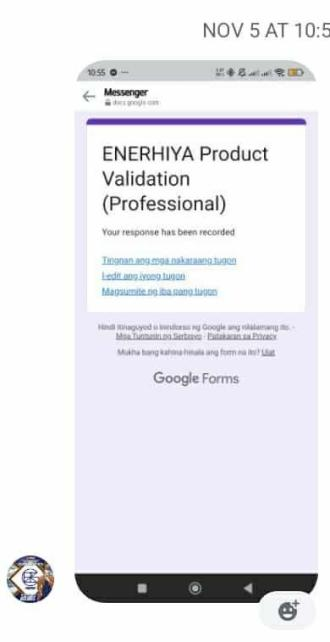 NOV 5 AT 10:5
10:55
Messenger
docs.google.com
ENERHIYA Product
Validation
(Professional)
Your response has been recorded
Tingnan ang mga nakaraang tugon
I-edit ang iyong tugon
Magsumite ng iba pang tugon
Hindi itinaguyod o inendorso ng Google ang nilalamang ito. -
Mga Tuntunin ng Serbisyo - Patakaran sa Privacy
Mukha bang kahina-hinala ang form na ito? Ulat
Google Forms